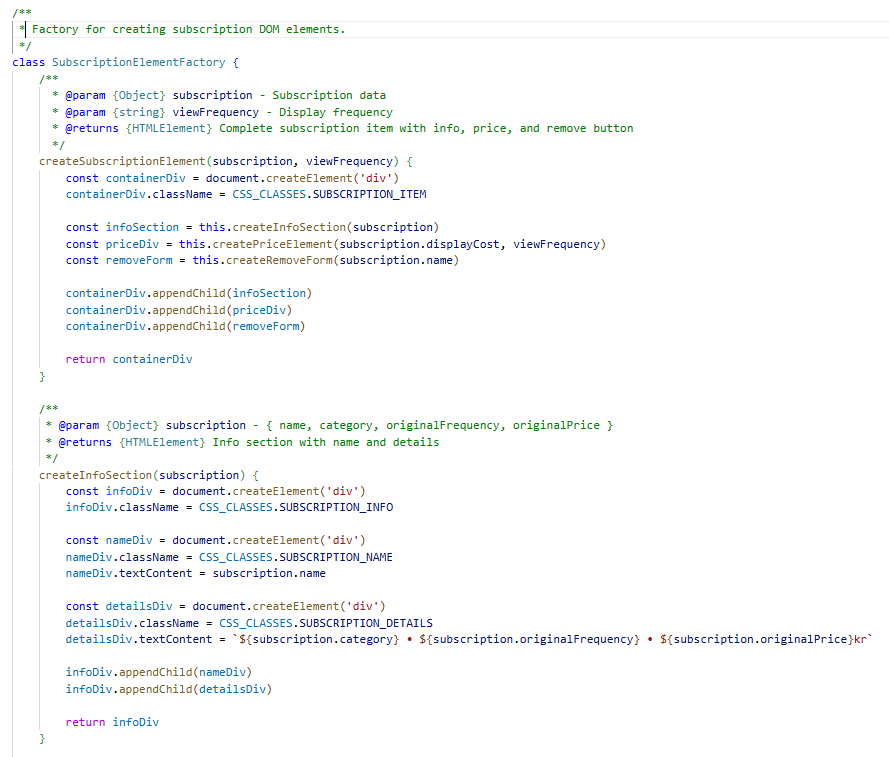 /**
 * Factory for creating subscription DOM elements.
 */
class SubscriptionElementFactory {
    /**
      * @param {Object} subscription - Subscription data
      * @param {string} viewFrequency - Display frequency
      * @returns {HTMLElement} Complete subscription item with info, price, and remove button
      */
    createSubscriptionElement(subscription, viewFrequency) {
        const containerDiv = document.createElement('div')
        containerDiv.className = CSS_CLASSES.SUBSCRIPTION_ITEM

        const infoSection = this.createInfoSection(subscription)
        const priceDiv = this.createPriceElement(subscription.displayCost, viewFrequency)
        const removeForm = this.createRemoveForm(subscription.name)

        containerDiv.appendChild(infoSection)
        containerDiv.appendChild(priceDiv)
        containerDiv.appendChild(removeForm)

        return containerDiv
    }

    /**
     * @param {Object} subscription - { name, category, originalFrequency, originalPrice }
     * @returns {HTMLElement} Info section with name and details
     */
    createInfoSection(subscription) {
        const infoDiv = document.createElement('div')
        infoDiv.className = CSS_CLASSES.SUBSCRIPTION_INFO

        const nameDiv = document.createElement('div')
        nameDiv.className = CSS_CLASSES.SUBSCRIPTION_NAME
        nameDiv.textContent = subscription.name

        const detailsDiv = document.createElement('div')
        detailsDiv.className = CSS_CLASSES.SUBSCRIPTION_DETAILS
        detailsDiv.textContent = `${subscription.category} • ${subscription.originalFrequency} • ${subscription.originalPrice}kr`

        infoDiv.appendChild(nameDiv)
        infoDiv.appendChild(detailsDiv)

        return infoDiv
    }